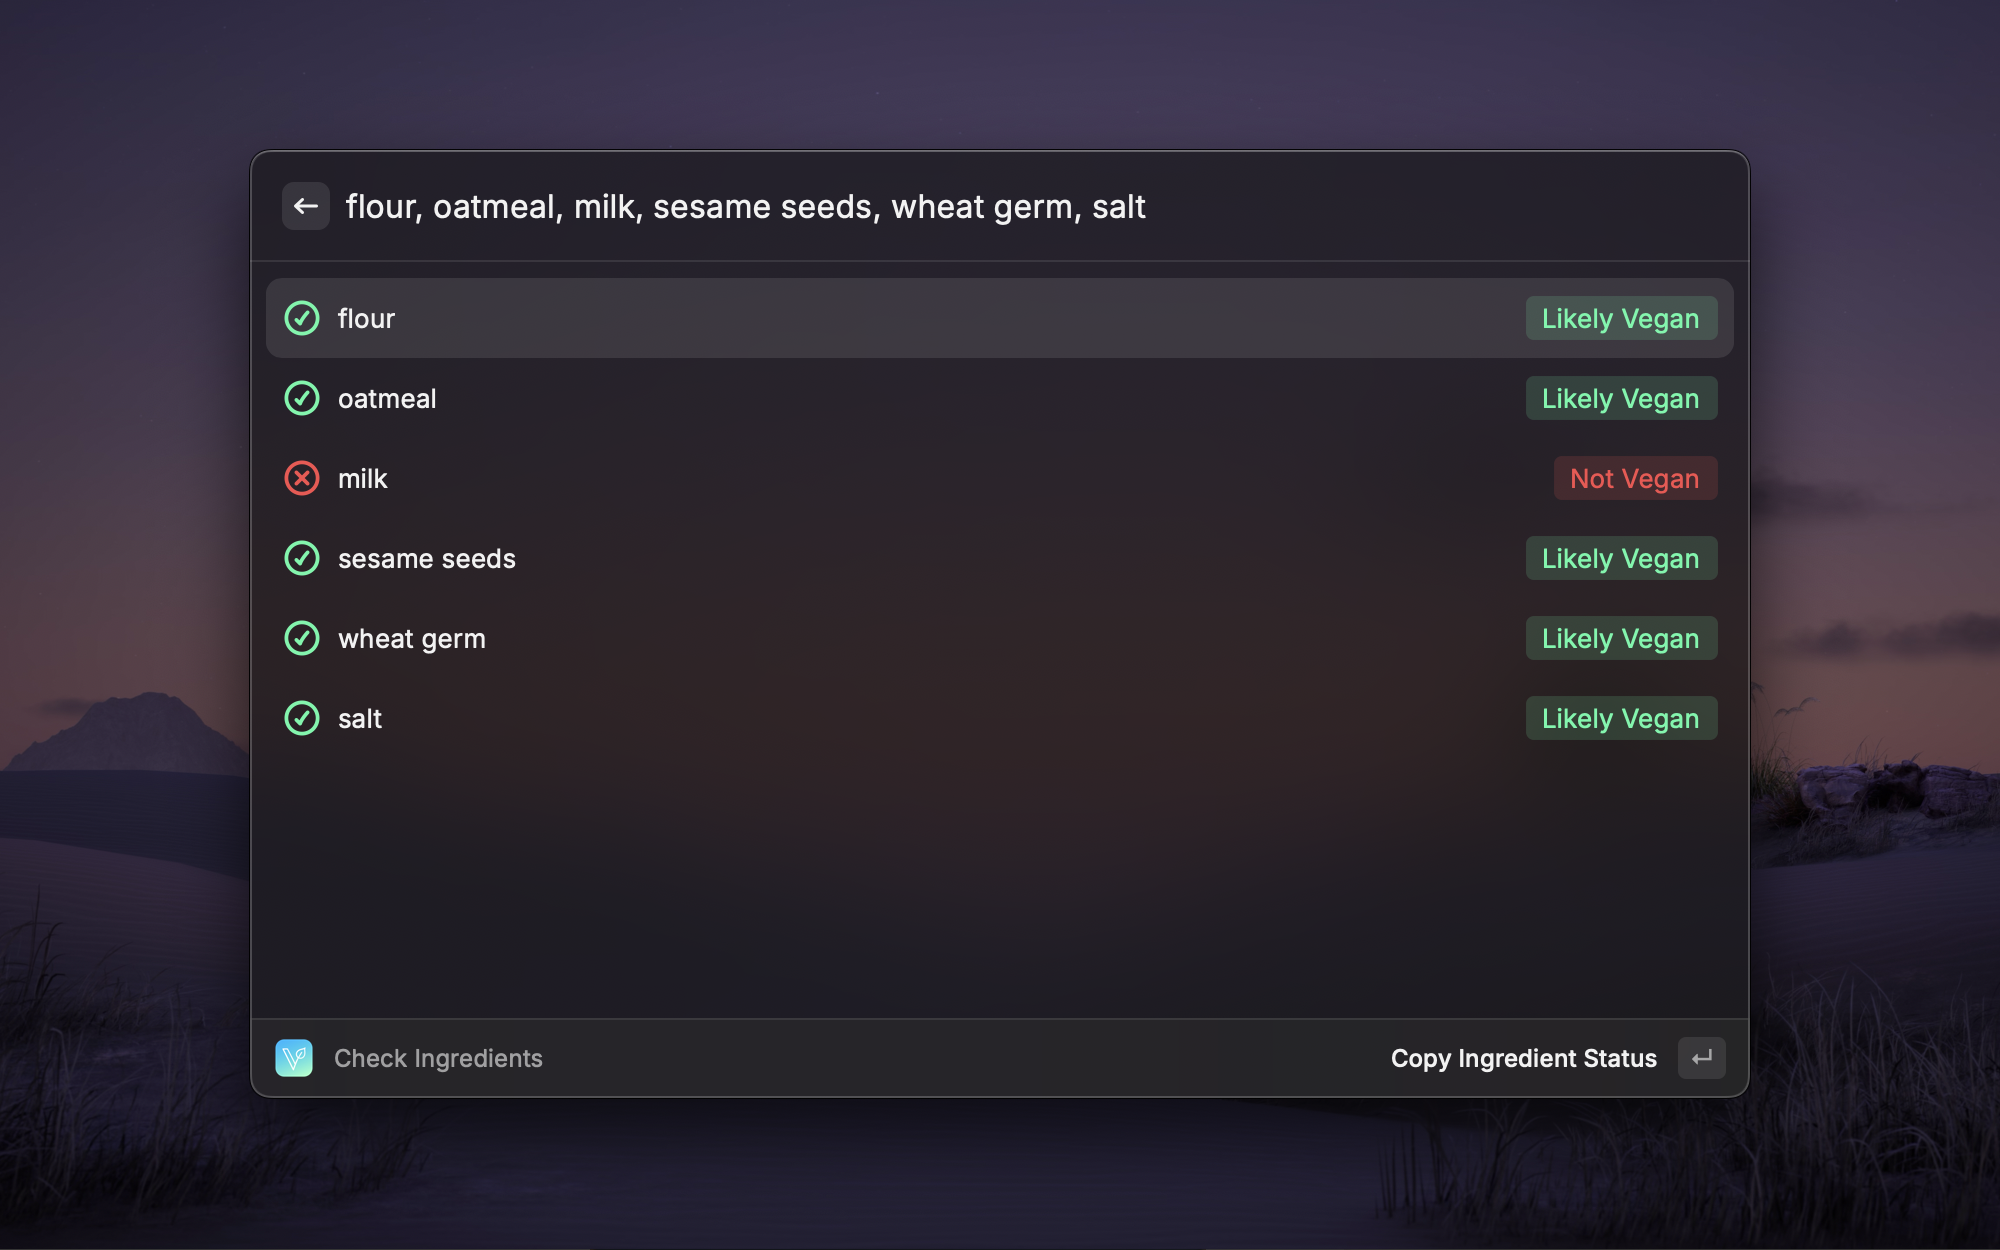 flour, oatmeal, milk, sesame seeds, wheat germ, salt
flour Likely Vegan
oatmeal Likely Vegan
milk Not Vegan
sesame seeds Likely Vegan
wheat germ Likely Vegan
salt Likely Vegan
Check Ingredients Copy Ingredient Status